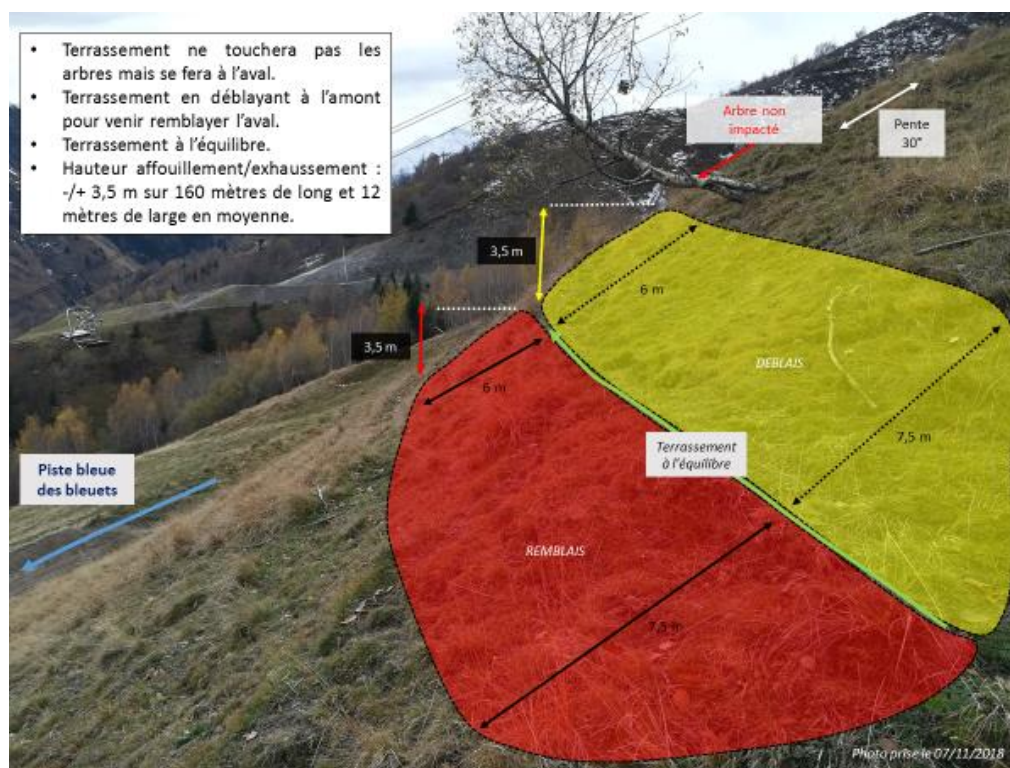 • Terrassement ne touchera pas les
arbres mais se fera à l'aval.
• Terrassement en déblayant à l'amont
pour venir remblayer l'aval.
• Terrassement à l'équilibre.
• Hauteur affouillement/exhaussement :
-/+ 3,5 m sur 160 mètres de long et 12
mètres de large en moyenne.
Arbre non
impacté
Pente
30°
3,5 m
6 m
3,5 m
6 m
DEBLAIS
7,5 m
Terrassement
à l'équilibre
Piste bleue
des bleuets
REMBLAIS
7,5 m
Photo prise le 07/11/2018